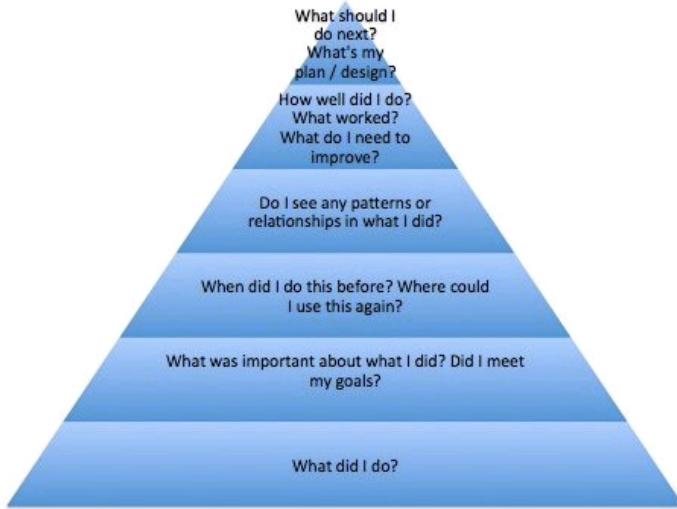 What should I
do next?
What's my
plan / design?
How well did I do?
What worked?
What do I need to
improve?
Do I see any patterns or
relationships in what I did?
When did I do this before? Where could
I use this again?
What was important about what I did? Did I meet
my goals?
What did I do?